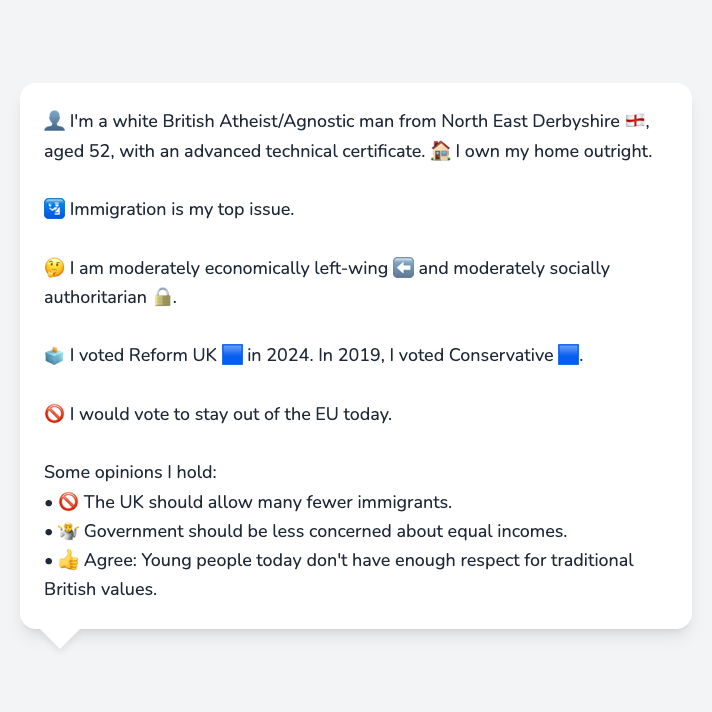 👤 I'm a white British Atheist/Agnostic man from North East Derbyshire 🏴󠁧󠁢󠁥󠁮󠁧󠁿,
aged 52, with an advanced technical certificate. 🏠 I own my home outright.
🛂 Immigration is my top issue.
🤔 I am moderately economically left-wing ⬅️ and moderately socially
authoritarian 🔒.
🗳️ I voted Reform UK 🟦 in 2024. In 2019, I voted Conservative 🟦.
🚫 I would vote to stay out of the EU today.
Some opinions I hold:
• 🚫 The UK should allow many fewer immigrants.
• 🤷 Government should be less concerned about equal incomes.
• 👍 Agree: Young people today don't have enough respect for traditional
British values.